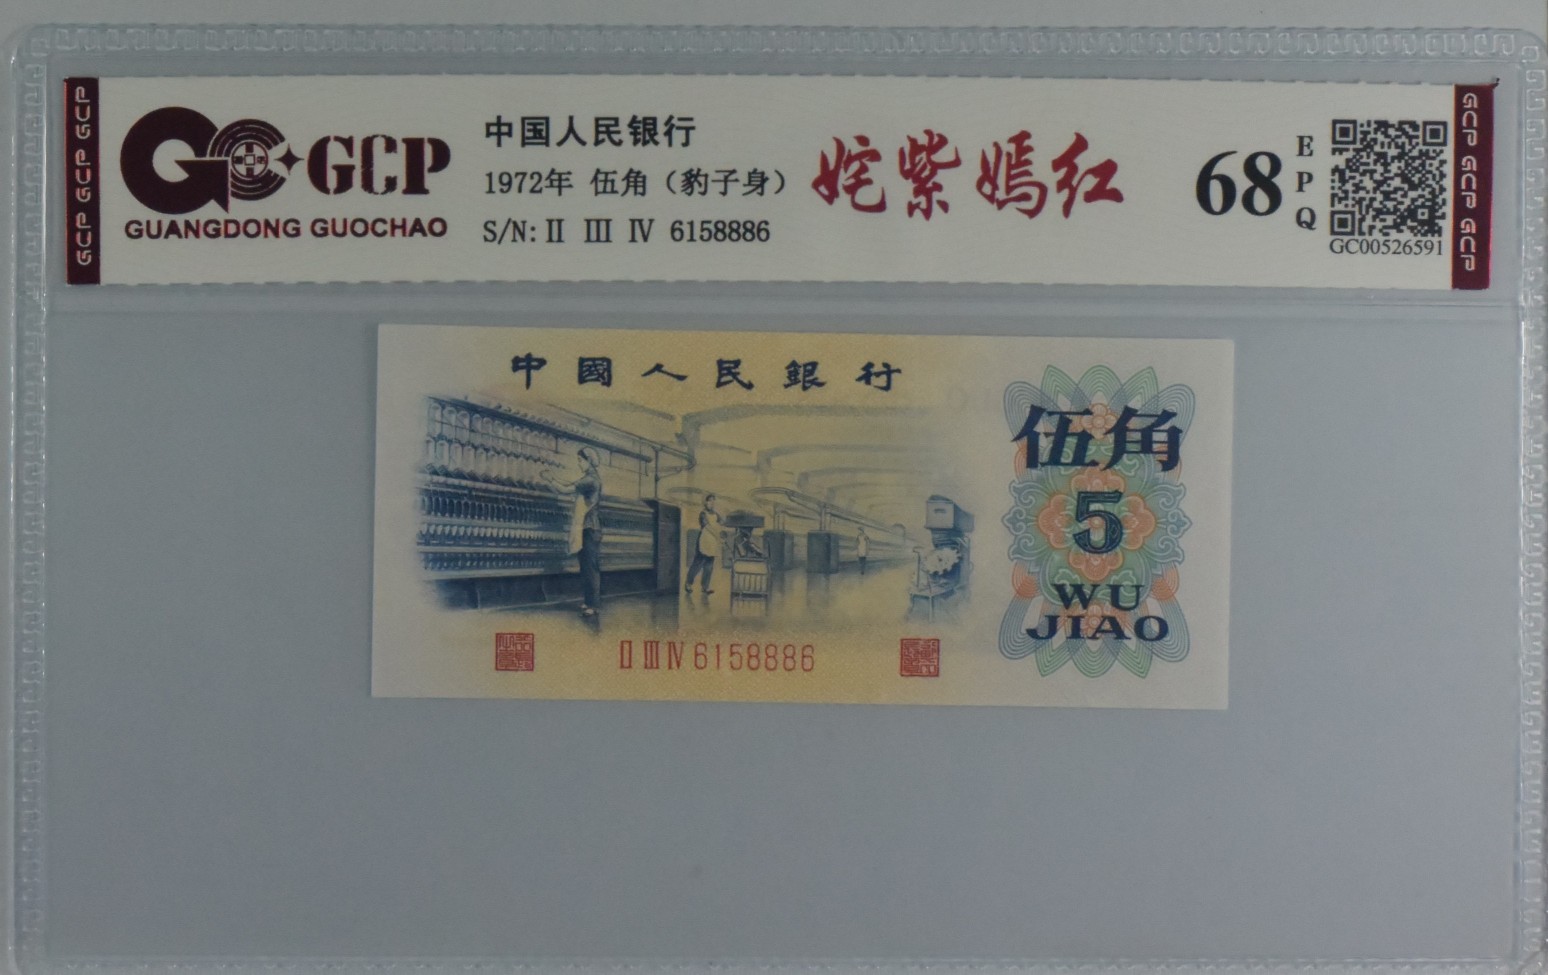 GCP
GUANGDONG GUOCHAO
中国人民银行
1972年 伍角（豹子身）
S/N: II III IV 6158886
姹紫嫣红
68
EPQ
GC00526591
GCP GCP GCP
GCP GCP GCP
中國人民銀行
伍角
5
WU
JIAO
II III IV 6158886